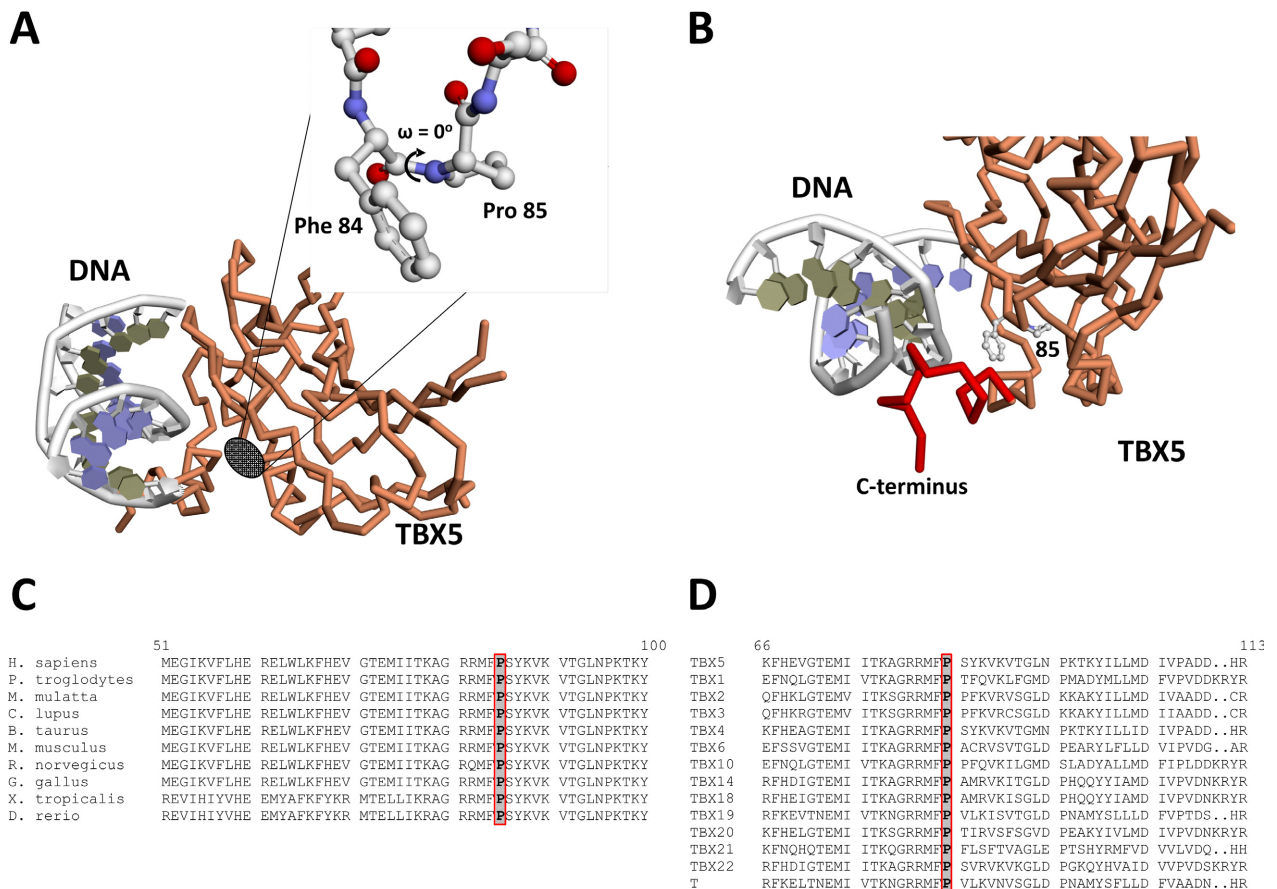 A
B
ω = 0º
Phe 84
Pro 85
DNA
TBX5
DNA
85
TBX5
C-terminus
C
D
51 100
H. sapiens MEGIKVFLHE RELWLKFHEV GTEMIITKAG RRMFPSYKVK VTGLNPKTKY
P. troglodytes MEGIKVFLHE RELWLKFHEV GTEMIITKAG RRMFPSYKVK VTGLNPKTKY
M. mulatta MEGIKVFLHE RELWLKFHEV GTEMIITKAG RRMFPSYKVK VTGLNPKTKY
C. lupus MEGIKVFLHE RELWLKFHEV GTEMIITKAG RRMFPSYKVK VTGLNPKTKY
B. taurus MEGIKVFLHE RELWLKFHEV GTEMIITKAG RRMFPSYKVK VTGLNPKTKY
M. musculus MEGIKVFLHE RELWLKFHEV GTEMIITKAG RRMFPSYKVK VTGLNPKTKY
R. norvegicus MEGIKVFLHE RELWLKFHEV GTEMIITKAG RQMFPSYKVK VTGLNPKTKY
G. gallus MEGIKVFLHE RELWLKFHEV GTEMIITKAG RRMFPSYKVK VTGLNPKTKY
X. tropicalis REVIHIYVHE EMYAFKFYKR MTELLIKRAG RRMFPSYKVK VTGLNPKTKY
D. rerio REVIHIYVHE EMYAFKFYKR MTELLIKRAG RRMFPSYKVK VTGLNPKTKY
66 113
TBX5 KFHEVGTEMI ITKAGRRMFP SYKVKVTGLN PKTKYILLMD IVPADD..HR
TBX1 EFNQLGTEMI VTKAGRRMFP TFQVKLFGMD PMADYMLLMD FVPVDDKRYR
TBX2 QFHKLGTEMV ITKSGRRMFP PFKVRVSGLD KKAKYILLMD IVAADD..CR
TBX3 QFHKRGTEMV ITKSGRRMFP PFKVRCSGLD KKAKYILLMD IIAADD..CR
TBX4 KFHEAGTEMI ITKAGRRMFP SYKVKVTGMN PKTKYILLID IVPADD..HR
TBX6 EFSSVGTEMI ITKAGRRMFP ACRVSVTGLD PEARYLFLLD VIPVDG..AR
TBX10 EFNQLGTEMI VTKAGRRMFP PFQVKILGMD SLADYALLMD FIPLDDKRYR
TBX14 RFHDIGTEMI ITKAGRRMFP AMRVKITGLD PHQQYYIAMD IVPVDNKRYR
TBX18 RFHEIGTEMI ITKAGRRMFP AMRVKISGLD PHQQYYIAMD IVPVDNKRYR
TBX19 RFKEVTNEMI VTKNGRRMFP VLKISVTGLD PNAMYSLLLD FVPTDS..HR
TBX20 KFHELGTEMI ITKSGRRMFP TIRVSFSGVD PEAKYIVLMD IVPVDNKRYR
TBX21 KFNQHQTEMI ITKQGRRMFP FLSFTVAGLE PTSHYRMFVD VVLVDQ..HH
TBX22 RFHDIGTEMI ITKAGRRMFP SVRVKVKGLD PGKQYHVAID VVPVDSKRYR
T RFKELTNEMI VTKNGRRMFP VLKVNVSGLD PNAMYSFLLD FVAADN..HR